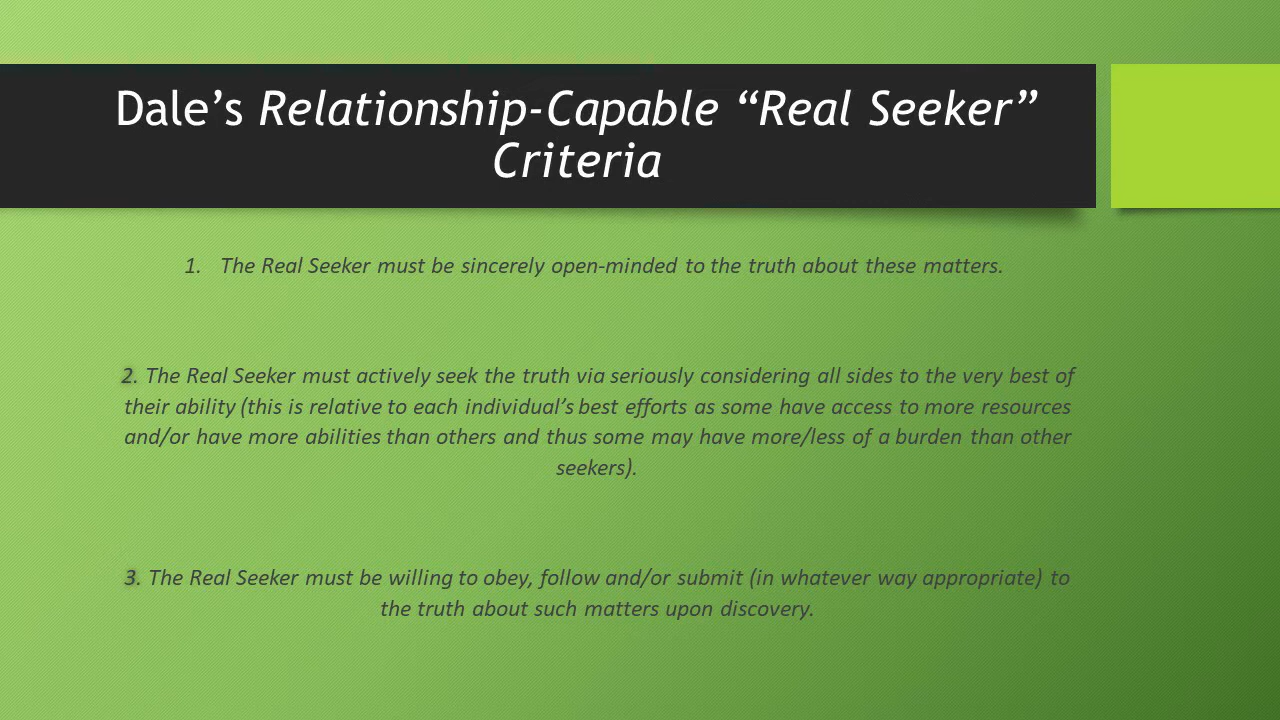 Dale’s Relationship-Capable “Real Seeker”
Criteria
1. The Real Seeker must be sincerely open-minded to the truth about these matters.
2. The Real Seeker must actively seek the truth via seriously considering all sides to the very best of
their ability (this is relative to each individual’s best efforts as some have access to more resources
and/or have more abilities than others and thus some may have more/less of a burden than other
seekers).
3. The Real Seeker must be willing to obey, follow and/or submit (in whatever way appropriate) to
the truth about such matters upon discovery.